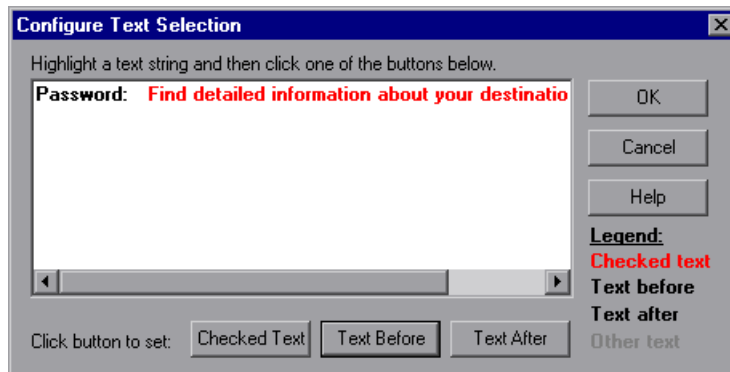 Configure Text Selection
Highlight a text string and then click one of the buttons below.
Password: Find detailed information about your destinatio
OK
Cancel
Help
Legend:
Checked text
Text before
Text after
Other text
Click button to set: Checked Text Text Before Text After